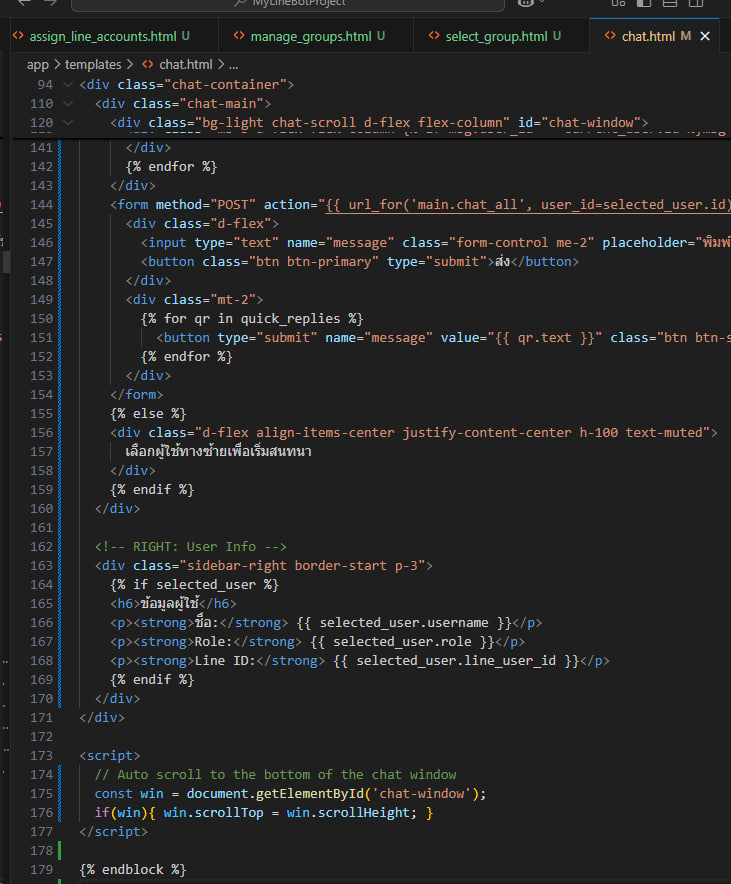 MyLineBotProject
assign_line_accounts.html U
manage_groups.html U
select_group.html U
chat.html M
app > templates > chat.html > ...
94 <div class="chat-container">
110 <div class="chat-main">
120 <div class="bg-light chat-scroll d-flex flex-column" id="chat-window">
141 </div>
142 {% endfor %}
143 </div>
144 <form method="POST" action="{{ url_for('main.chat_all', user_id=selected_user.id)
145 <div class="d-flex">
146 <input type="text" name="message" class="form-control me-2" placeholder="พิมพ์
147 <button class="btn btn-primary" type="submit">ส่ง</button>
148 </div>
149 <div class="mt-2">
150 {% for qr in quick_replies %}
151 <button type="submit" name="message" value="{{ qr.text }}" class="btn btn-s
152 {% endfor %}
153 </div>
154 </form>
155 {% else %}
156 <div class="d-flex align-items-center justify-content-center h-100 text-muted">
157 เลือกผู้ใช้ทางซ้ายเพื่อเริ่มสนทนา
158 </div>
159 {% endif %}
160 </div>
161
162 <!-- RIGHT: User Info -->
163 <div class="sidebar-right border-start p-3">
164 {% if selected_user %}
165 <h6>ข้อมูลผู้ใช้</h6>
166 <p><strong>ชื่อ:</strong> {{ selected_user.username }}</p>
167 <p><strong>Role:</strong> {{ selected_user.role }}</p>
168 <p><strong>Line ID:</strong> {{ selected_user.line_user_id }}</p>
169 {% endif %}
170 </div>
171 </div>
172
173 <script>
174 // Auto scroll to the bottom of the chat window
175 const win = document.getElementById('chat-window');
176 if(win){ win.scrollTop = win.scrollHeight; }
177 </script>
178
179 {% endblock %}